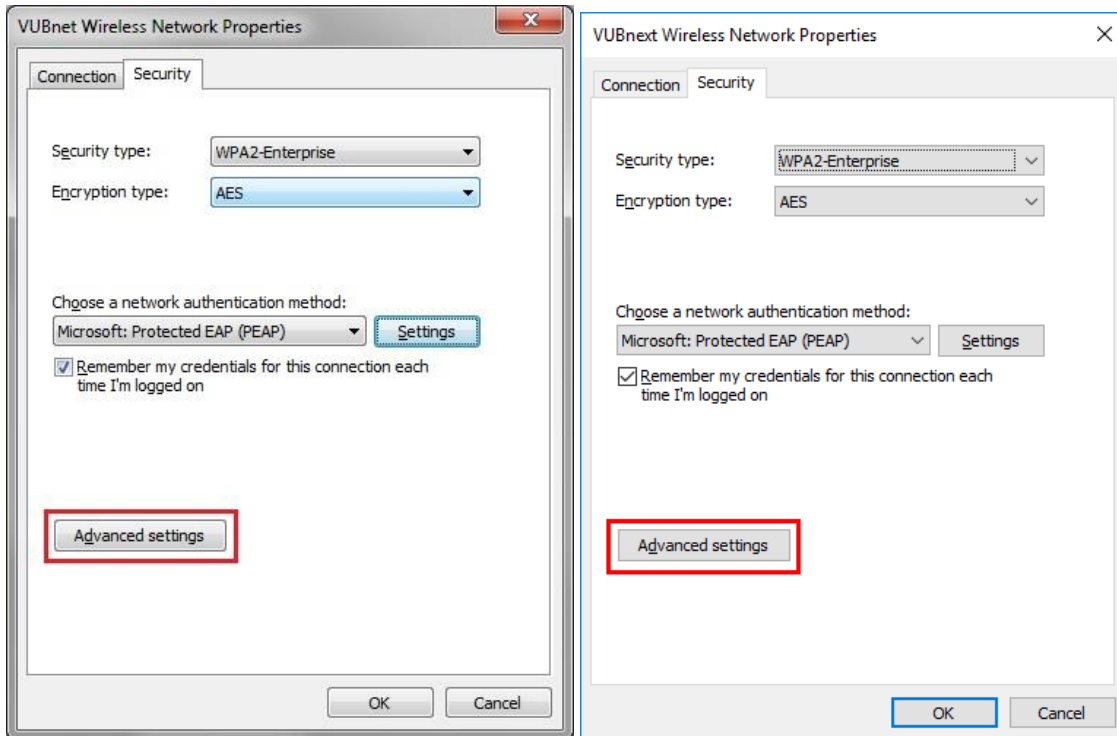 VUBnet Wireless Network Properties
Connection
Security
Security type:
WPA2-Enterprise
Encryption type:
AES
Choose a network authentication method:
Microsoft: Protected EAP (PEAP)
Settings
Remember my credentials for this connection each
time I'm logged on
Advanced settings
OK
Cancel
VUBnext Wireless Network Properties
Connection
Security
Security type:
WPA2-Enterprise
Encryption type:
AES
Choose a network authentication method:
Microsoft: Protected EAP (PEAP)
Settings
Remember my credentials for this connection each
time I'm logged on
Advanced settings
OK
Cancel